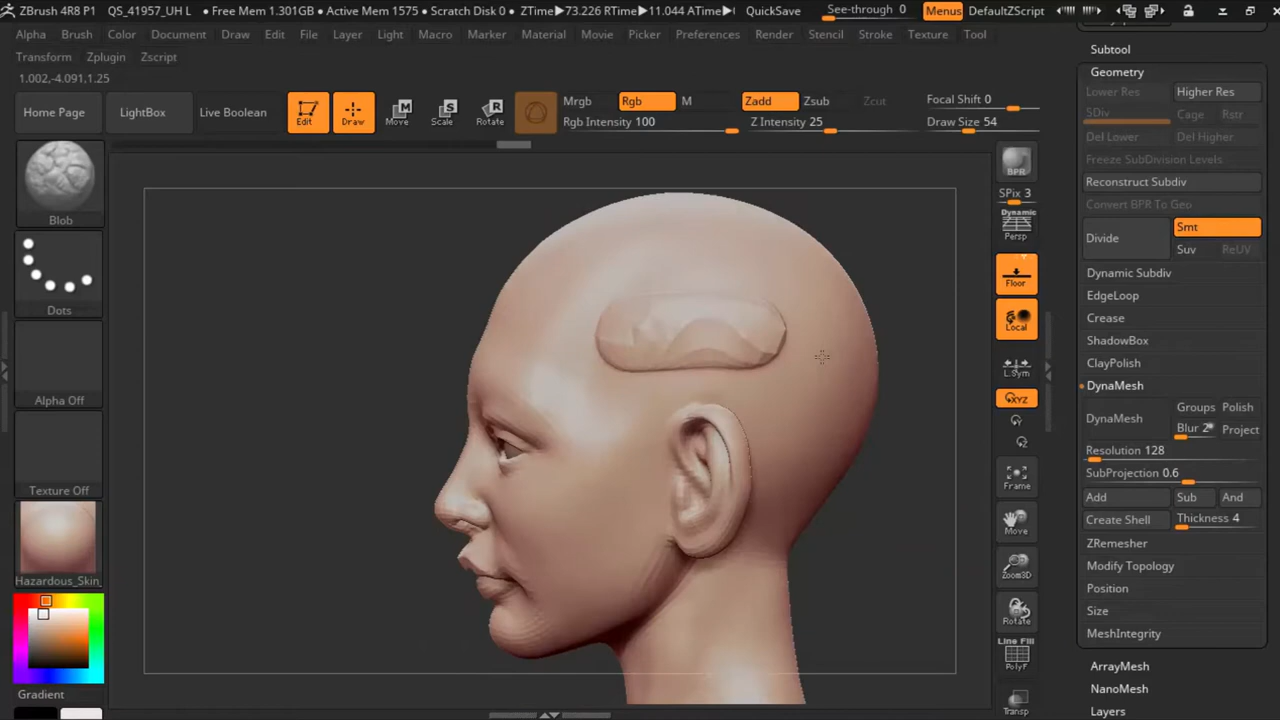 ZBrush 4R8 P1 QS_41957_UH L • Free Mem 1.301GB • Active Mem 1575 • Scratch Disk 0 • ZTime▶73.226 RTime▶11.044 ATime▶ QuickSave See-through 0 Menus DefaultZScript
Alpha Brush Color Document Draw Edit File Layer Light Macro Marker Material Movie Picker Preferences Render Stencil Stroke Texture Tool
Transform Zplugin Zscript
1.002,-4.091,1.25
Home Page LightBox Live Boolean Edit Draw Move Scale Rotate
Mrgb Rgb M Zadd Zsub Zcut Focal Shift 0
Rgb Intensity 100 Z Intensity 25 Draw Size 54
Blob
Dots
Alpha Off
Texture Off
Hazardous_Skin_
Gradient
BPR
SPix 3
Dynamic
Persp
Floor
Local
L.Sym
XYZ
Frame
Move
Zoom3D
Rotate
Line Fill
PolyF
Transp
Subtool
Geometry
Lower Res Higher Res
SDiv Cage Rstr
Del Lower Del Higher
Freeze SubDivision Levels
Reconstruct Subdiv
Convert BPR To Geo
Divide Smt
Suv ReUV
Dynamic Subdiv
EdgeLoop
Crease
ShadowBox
ClayPolish
DynaMesh
DynaMesh Groups Polish
Blur 2 Project
Resolution 128
SubProjection 0.6
Add Sub And
Create Shell Thickness 4
ZRemesher
Modify Topology
Position
Size
MeshIntegrity
ArrayMesh
NanoMesh
Layers